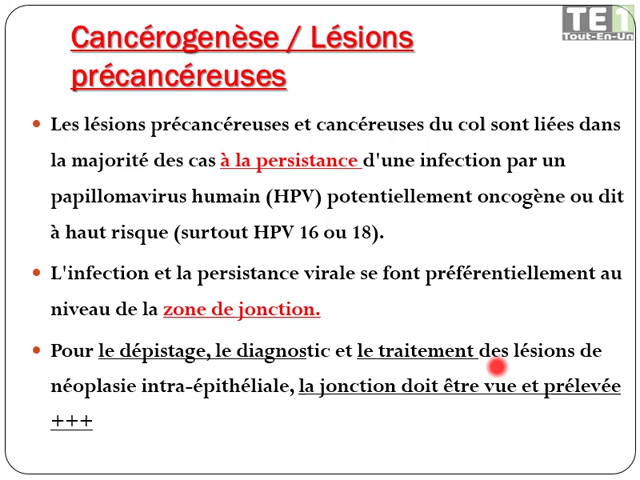 TE1
Tout-En-Un
Cancérogenèse / Lésions
précancéreuses
• Les lésions précancéreuses et cancéreuses du col sont liées dans
la majorité des cas à la persistance d'une infection par un
papillomavirus humain (HPV) potentiellement oncogène ou dit
à haut risque (surtout HPV 16 ou 18).
• L'infection et la persistance virale se font préférentiellement au
niveau de la zone de jonction.
• Pour le dépistage, le diagnostic et le traitement des lésions de
néoplasie intra-épithéliale, la jonction doit être vue et prélevée
+++